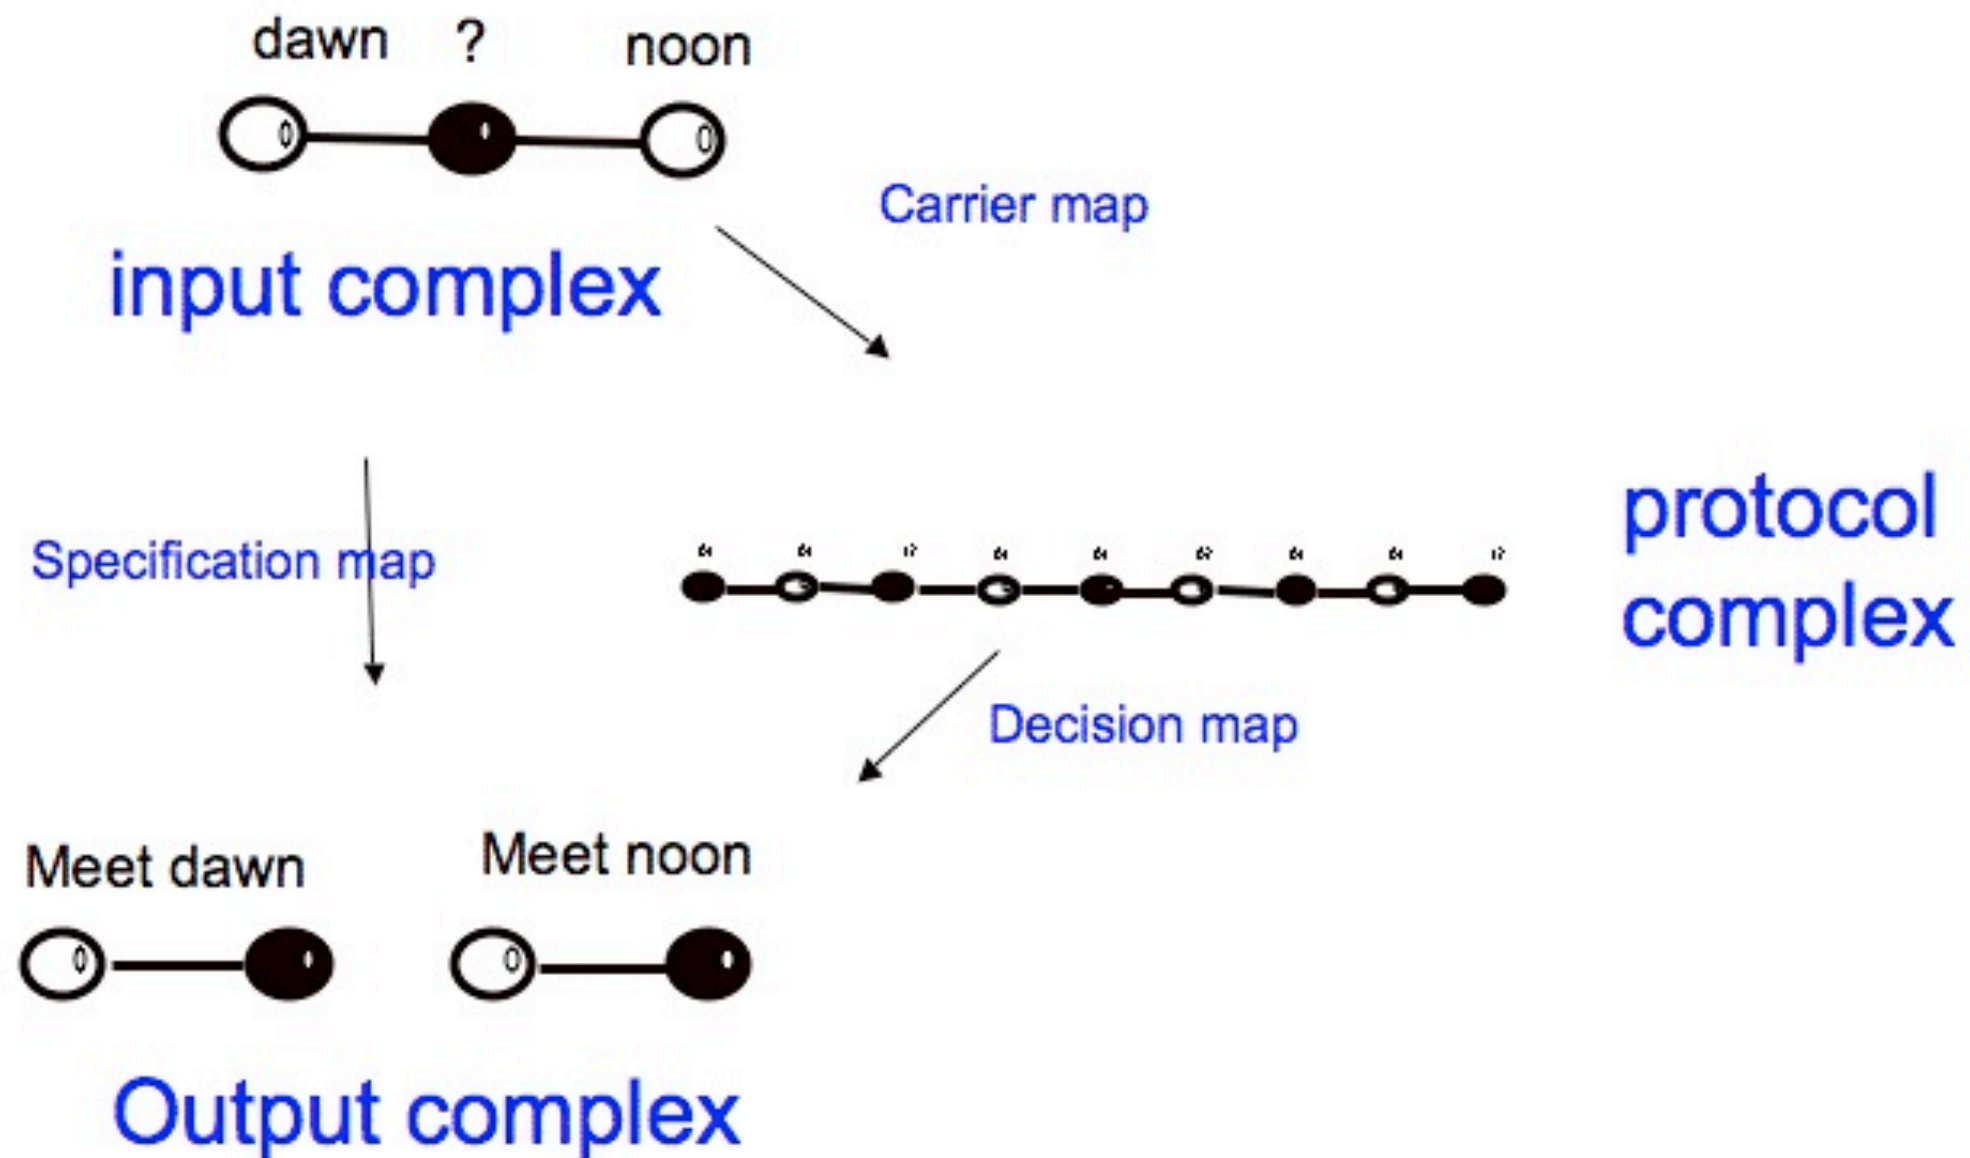 dawn ? noon
Carrier map
input complex
Specification map
protocol
complex
Decision map
Meet dawn Meet noon
Output complex